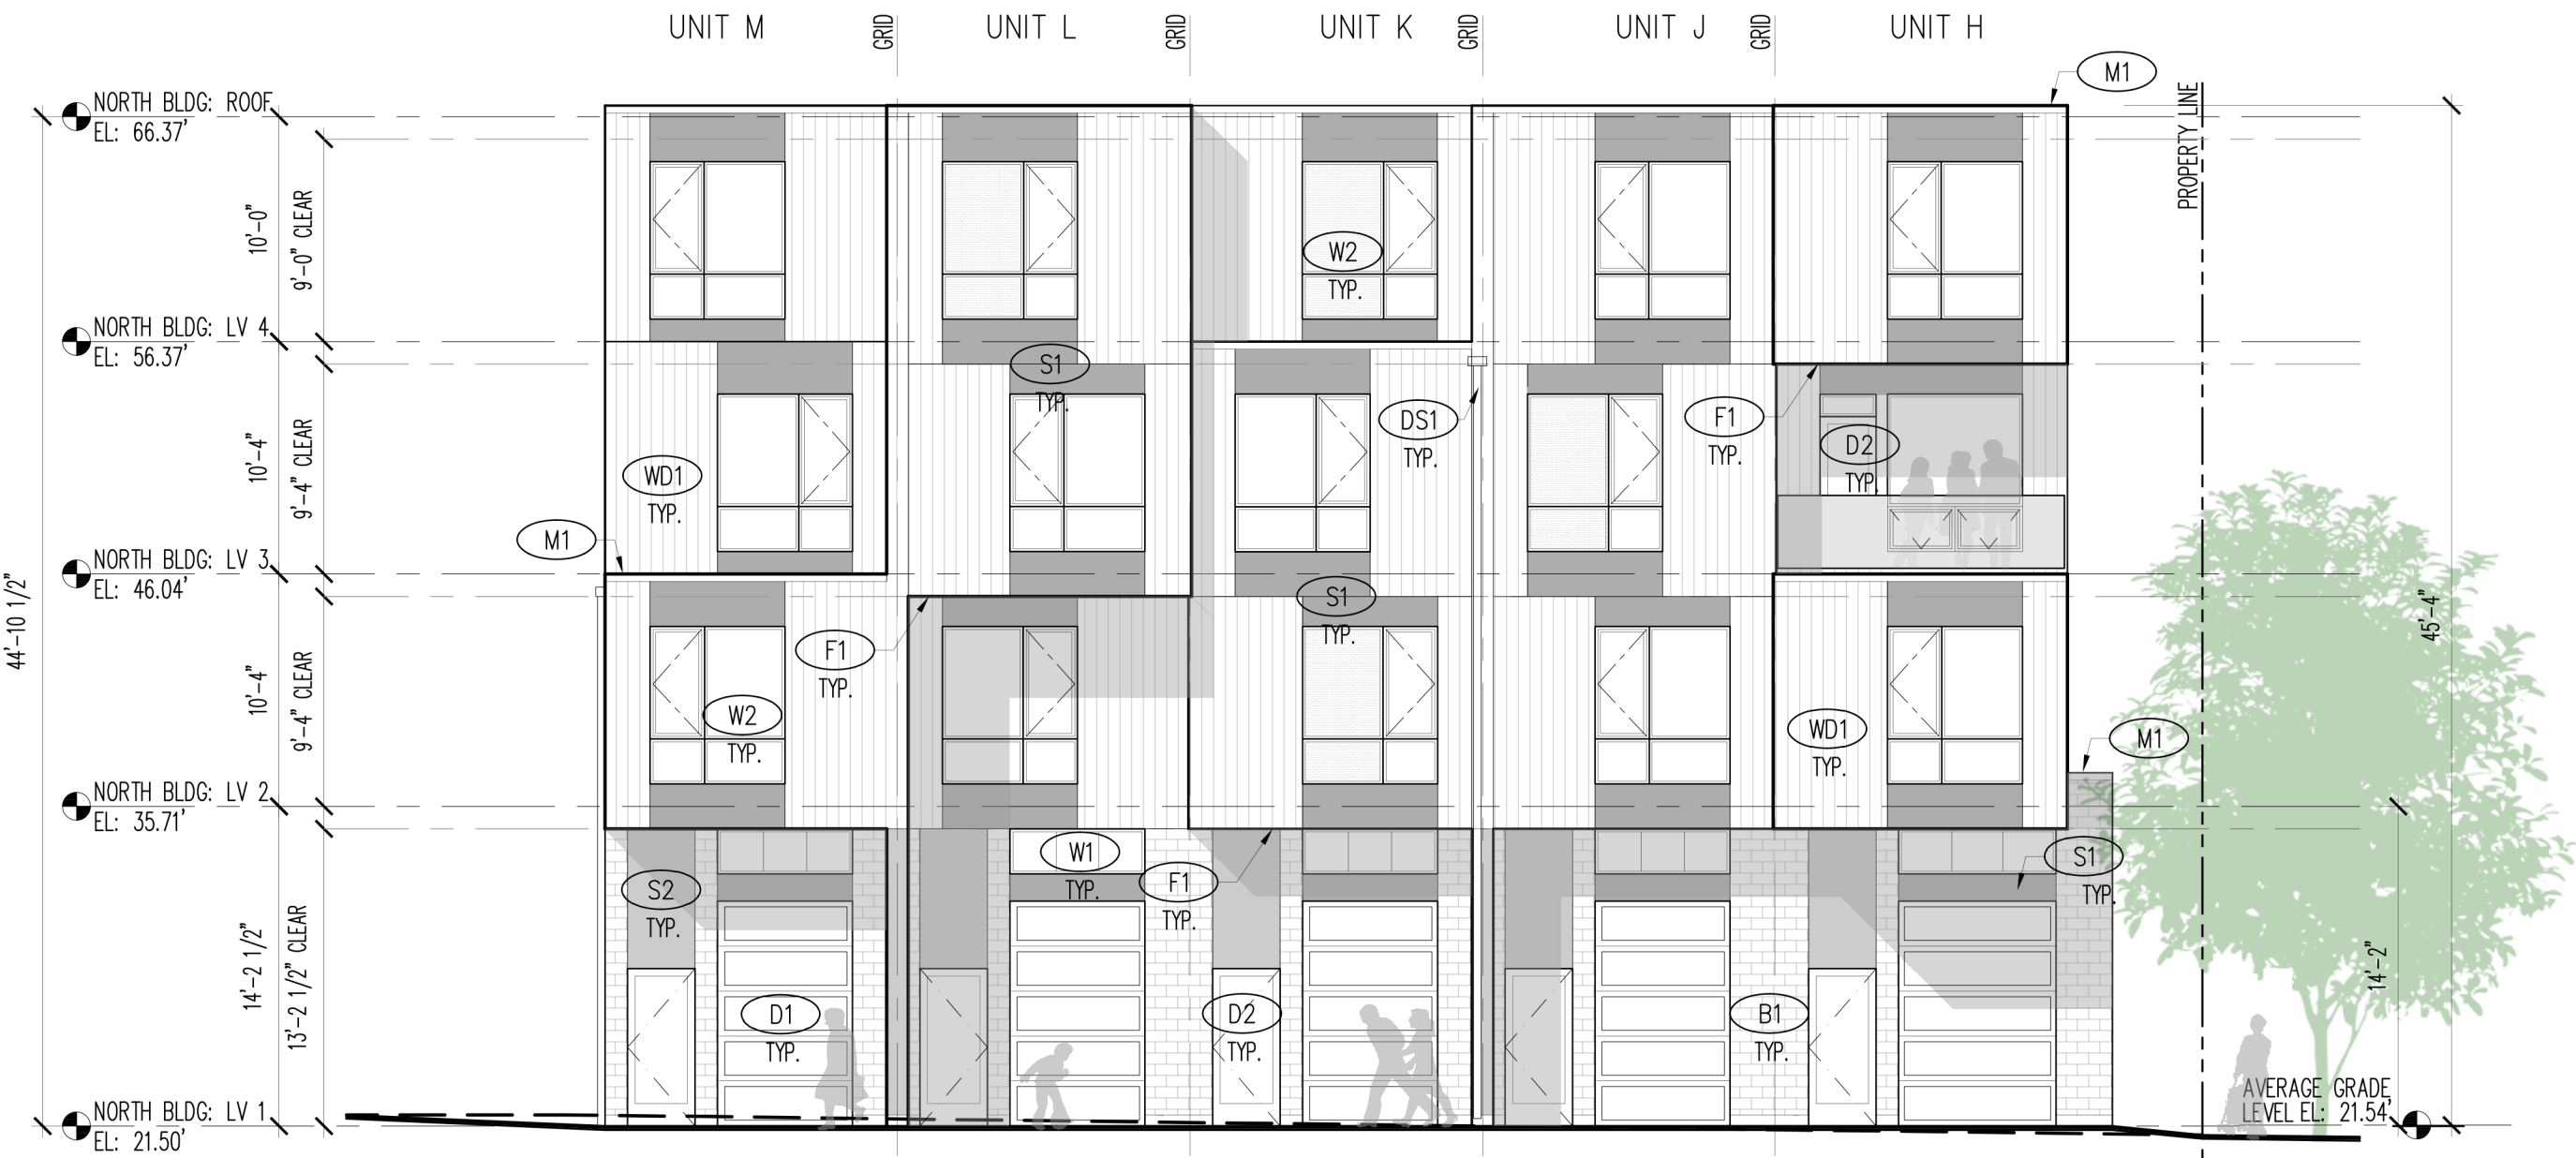 UNIT M
GRID
UNIT L
GRID
UNIT K
GRID
UNIT J
GRID
UNIT H
M1
NORTH BLDG: ROOF
EL: 66.37'
PROPERTY LINE
10'-0"
9'-0" CLEAR
W2
TYP.
NORTH BLDG: LV 4
EL: 56.37'
S1
TYP.
DS1
TYP.
F1
TYP.
D2
TYP.
10'-4"
9'-4" CLEAR
WD1
TYP.
M1
NORTH BLDG: LV 3
EL: 46.04'
44'-10 1/2"
S1
TYP.
45'-4"
F1
TYP.
10'-4"
9'-4" CLEAR
W2
TYP.
WD1
TYP.
M1
NORTH BLDG: LV 2
EL: 35.71'
W1
TYP.
F1
TYP.
S1
TYP.
S2
TYP.
14'-2 1/2"
13'-2 1/2" CLEAR
14'-2"
D1
TYP.
D2
TYP.
B1
TYP.
NORTH BLDG: LV 1
EL: 21.50'
AVERAGE GRADE
LEVEL EL: 21.54'